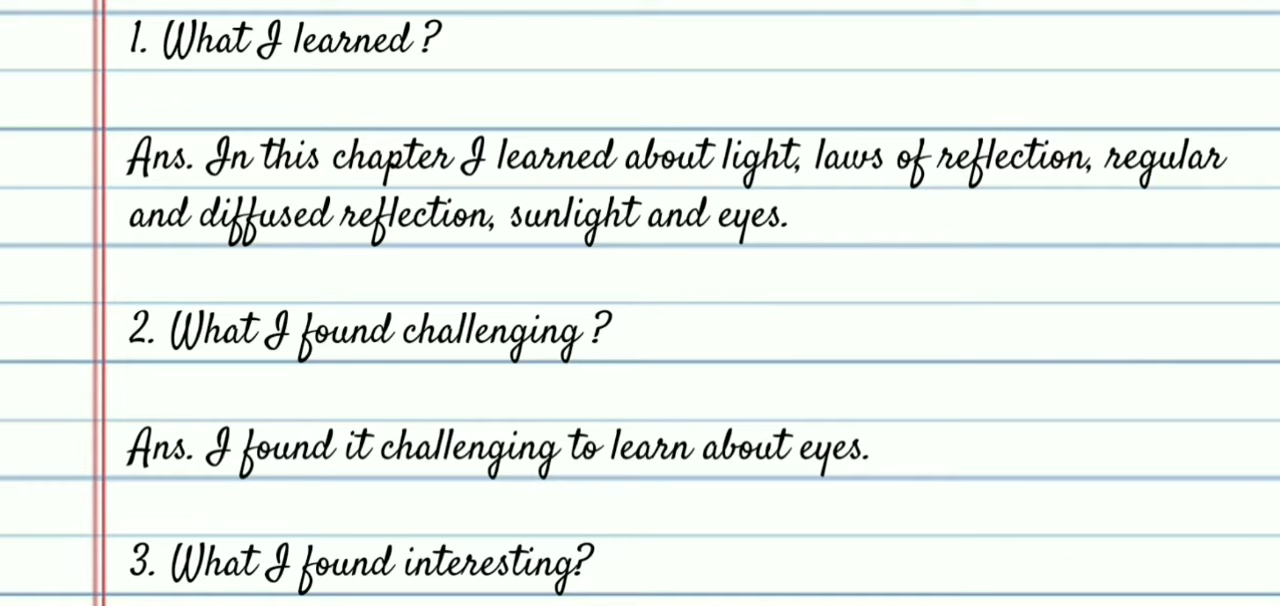 1. What I learned ?
Ans. In this chapter I learned about light, laws of reflection, regular
and diffused reflection, sunlight and eyes.
2. What I found challenging ?
Ans. I found it challenging to learn about eyes.
3. What I found interesting?